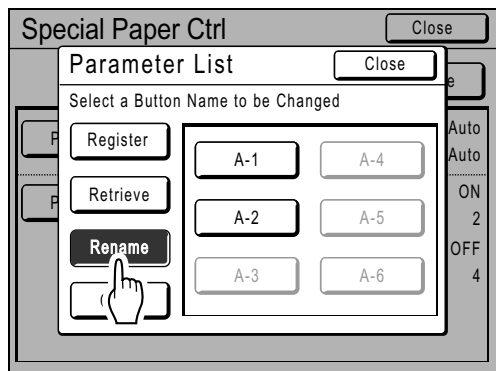 Special Paper Ctrl
Close
Parameter List
Close
Select a Button Name to be Changed
Register
Retrieve
Rename
A-1
A-4
A-2
A-5
A-3
A-6
e
P
P
Auto
Auto
ON
2
OFF
4